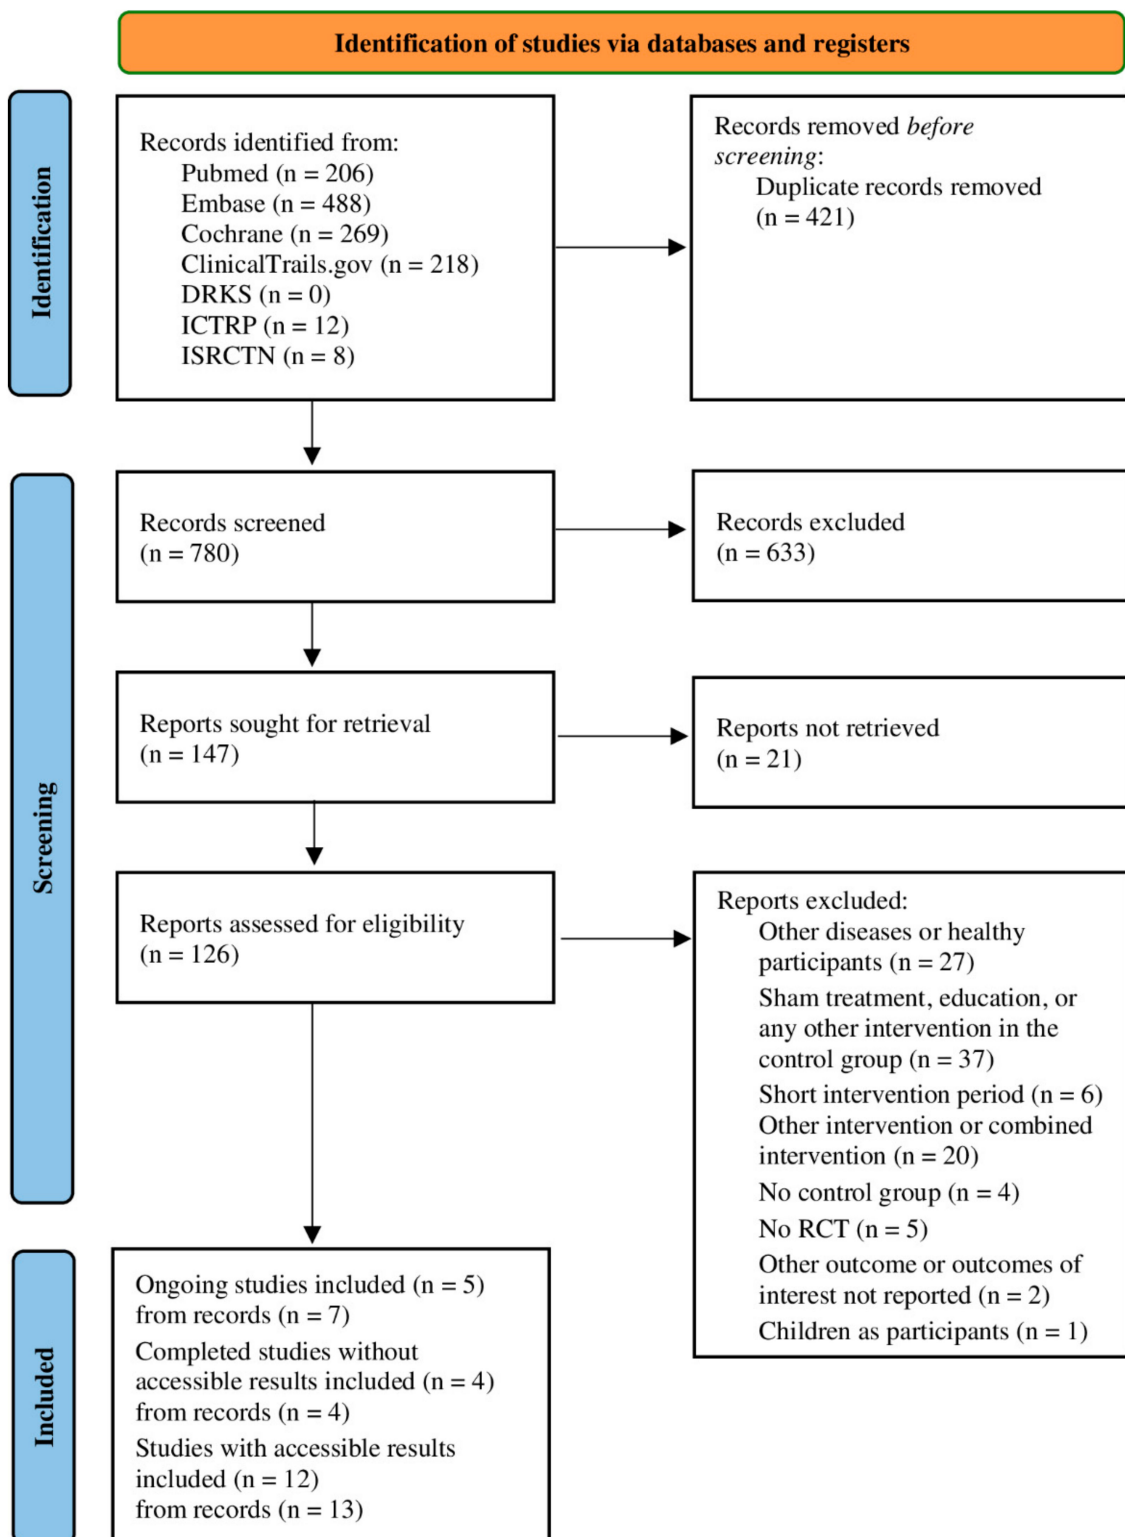 Identification of studies via databases and registers
Identification
Records identified from:
Pubmed (n = 206)
Embase (n = 488)
Cochrane (n = 269)
ClinicalTrails.gov (n = 218)
DRKS (n = 0)
ICTRP (n = 12)
ISRCTN (n = 8)
Records removed before
screening:
Duplicate records removed
(n = 421)
Screening
Records screened
(n = 780)
Records excluded
(n = 633)
Reports sought for retrieval
(n = 147)
Reports not retrieved
(n = 21)
Reports assessed for eligibility
(n = 126)
Reports excluded:
Other diseases or healthy
participants (n = 27)
Sham treatment, education, or
any other intervention in the
control group (n = 37)
Short intervention period (n = 6)
Other intervention or combined
intervention (n = 20)
No control group (n = 4)
No RCT (n = 5)
Other outcome or outcomes of
interest not reported (n = 2)
Children as participants (n = 1)
Included
Ongoing studies included (n = 5)
from records (n = 7)
Completed studies without
accessible results included (n = 4)
from records (n = 4)
Studies with accessible results
included (n = 12)
from records (n = 13)